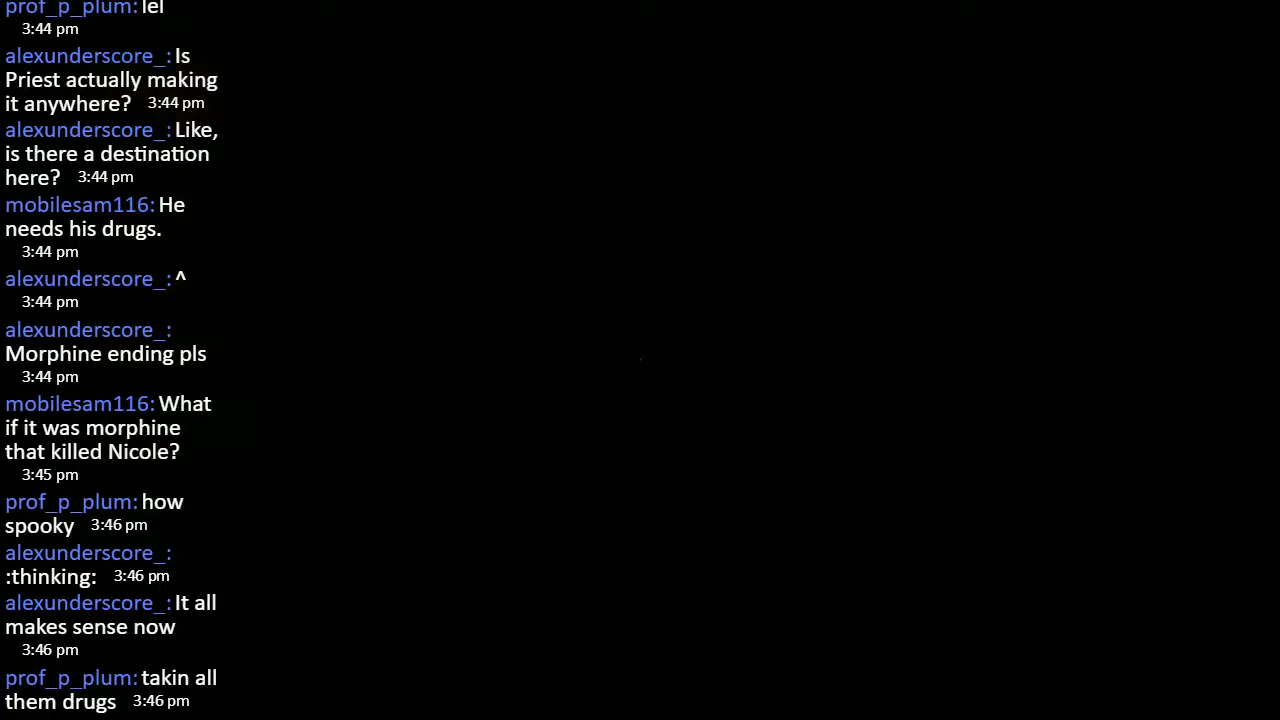 prof_p_plum: lel
3:44 pm
alexunderscore_: Is
Priest actually making
it anywhere? 3:44 pm
alexunderscore_: Like,
is there a destination
here? 3:44 pm
mobilesam116: He
needs his drugs.
3:44 pm
alexunderscore_: ^
3:44 pm
alexunderscore_:
Morphine ending pls
3:44 pm
mobilesam116: What
if it was morphine
that killed Nicole?
3:45 pm
prof_p_plum: how
spooky 3:46 pm
alexunderscore_:
:thinking: 3:46 pm
alexunderscore_: It all
makes sense now
3:46 pm
prof_p_plum: takin all
them drugs 3:46 pm